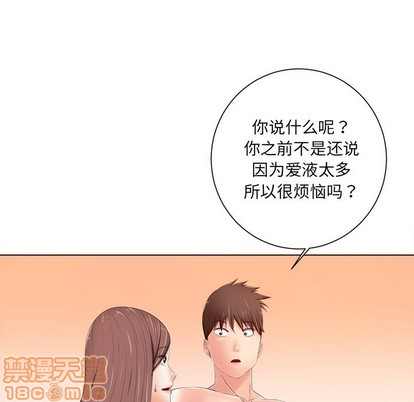 你说什么呢？
你之前不是还说
因为爱液太多
所以很烦恼吗？
禁漫天堂